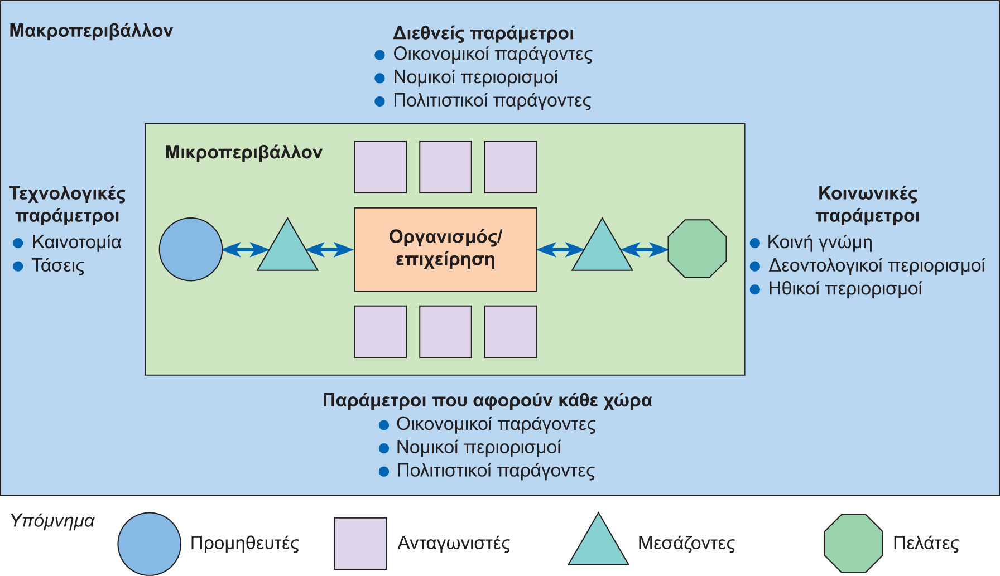 Μακροπεριβάλλον
Διεθνείς παράμετροι
Οικονομικοί παράγοντες
Νομικοί περιορισμοί
Πολιτιστικοί παράγοντες
Μικροπεριβάλλον
Τεχνολογικές
παράμετροι
Καινοτομία
Τάσεις
Οργανισμός/
επιχείρηση
Κοινωνικές
παράμετροι
Κοινή γνώμη
Δεοντολογικοί περιορισμοί
Ηθικοί περιορισμοί
Παράμετροι που αφορούν κάθε χώρα
Οικονομικοί παράγοντες
Νομικοί περιορισμοί
Πολιτιστικοί παράγοντες
Υπόμνημα
Προμηθευτές
Ανταγωνιστές
Μεσάζοντες
Πελάτες